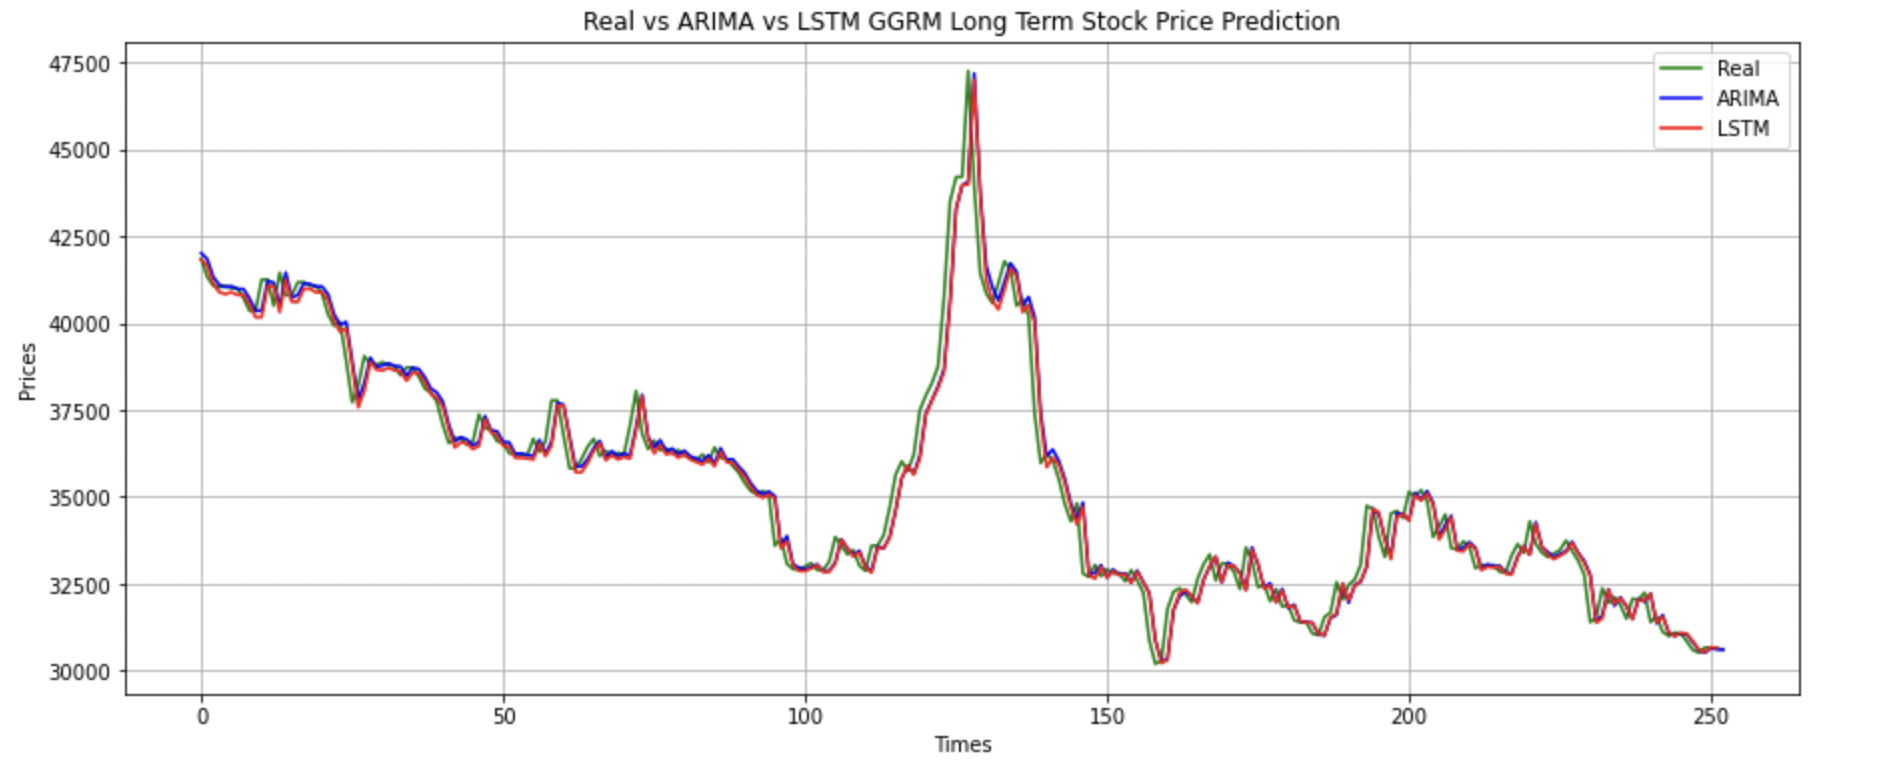 Real vs ARIMA vs LSTM GGRM Long Term Stock Price Prediction
47500
45000
42500
40000
37500
35000
32500
30000
Prices
Real
ARIMA
LSTM
0 50 100 150 200 250
Times